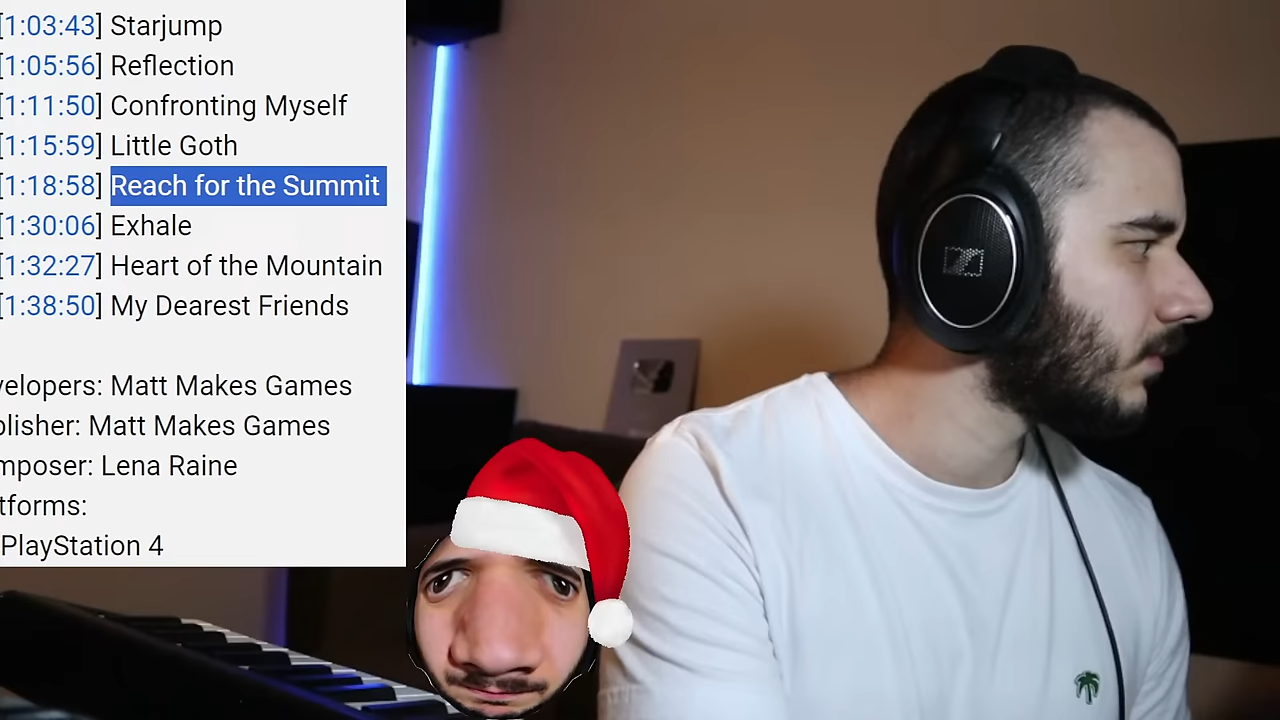 [1:03:43] Starjump
[1:05:56] Reflection
[1:11:50] Confronting Myself
[1:15:59] Little Goth
[1:18:58] Reach for the Summit
[1:30:06] Exhale
[1:32:27] Heart of the Mountain
[1:38:50] My Dearest Friends
velopers: Matt Makes Games
blisher: Matt Makes Games
mposer: Lena Raine
tforms:
PlayStation 4